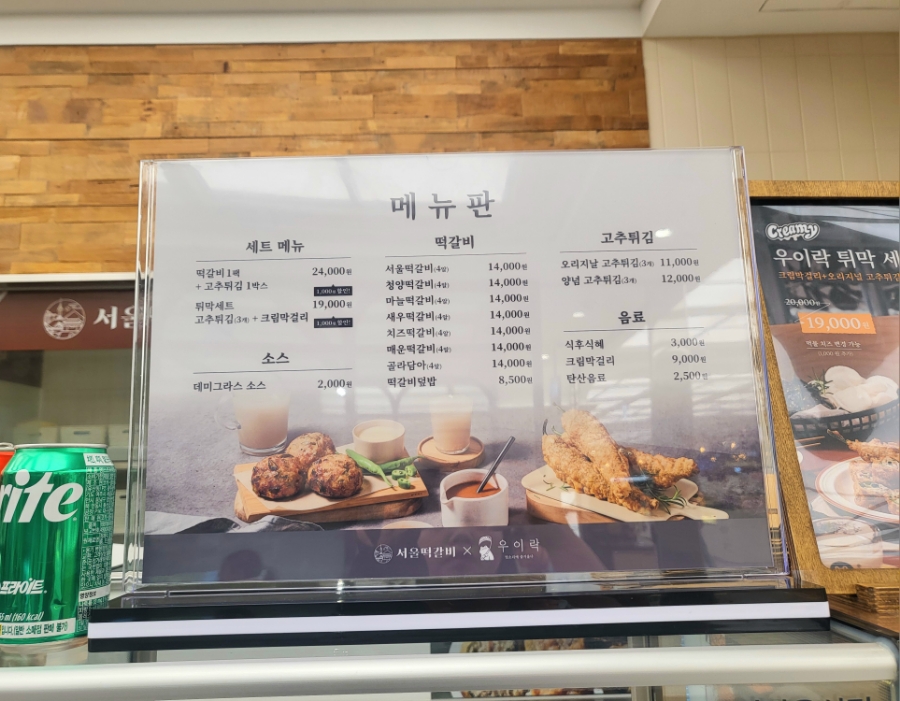 메뉴판
세트 메뉴
떡갈비 1팩 24,000원
+ 고추튀김 1박스 1,000원 할인!
뒤막세트 19,000원
고추튀김(3개) + 크림막걸리 1,000원 할인!
소스
데미그라스 소스 2,000원
떡갈비
서울떡갈비(4알) 14,000원
청양떡갈비(4알) 14,000원
마늘떡갈비(4알) 14,000원
새우떡갈비(4알) 14,000원
치즈떡갈비(4알) 14,000원
매운떡갈비(4알) 14,000원
골라담아(4알) 14,000원
떡갈비덮밥 8,500원
고추튀김
오리지날 고추튀김(3개) 11,000원
양념 고추튀김(3개) 12,000원
음료
식후식혜 3,000원
크림막걸리 9,000원
탄산음료 2,500원
서울떡갈비 × 우이락
서울
Creamy
우이락 튀막 세
크림막걸리+오리지널 고추튀김
20,000원
19,000원
rite
프라이트.